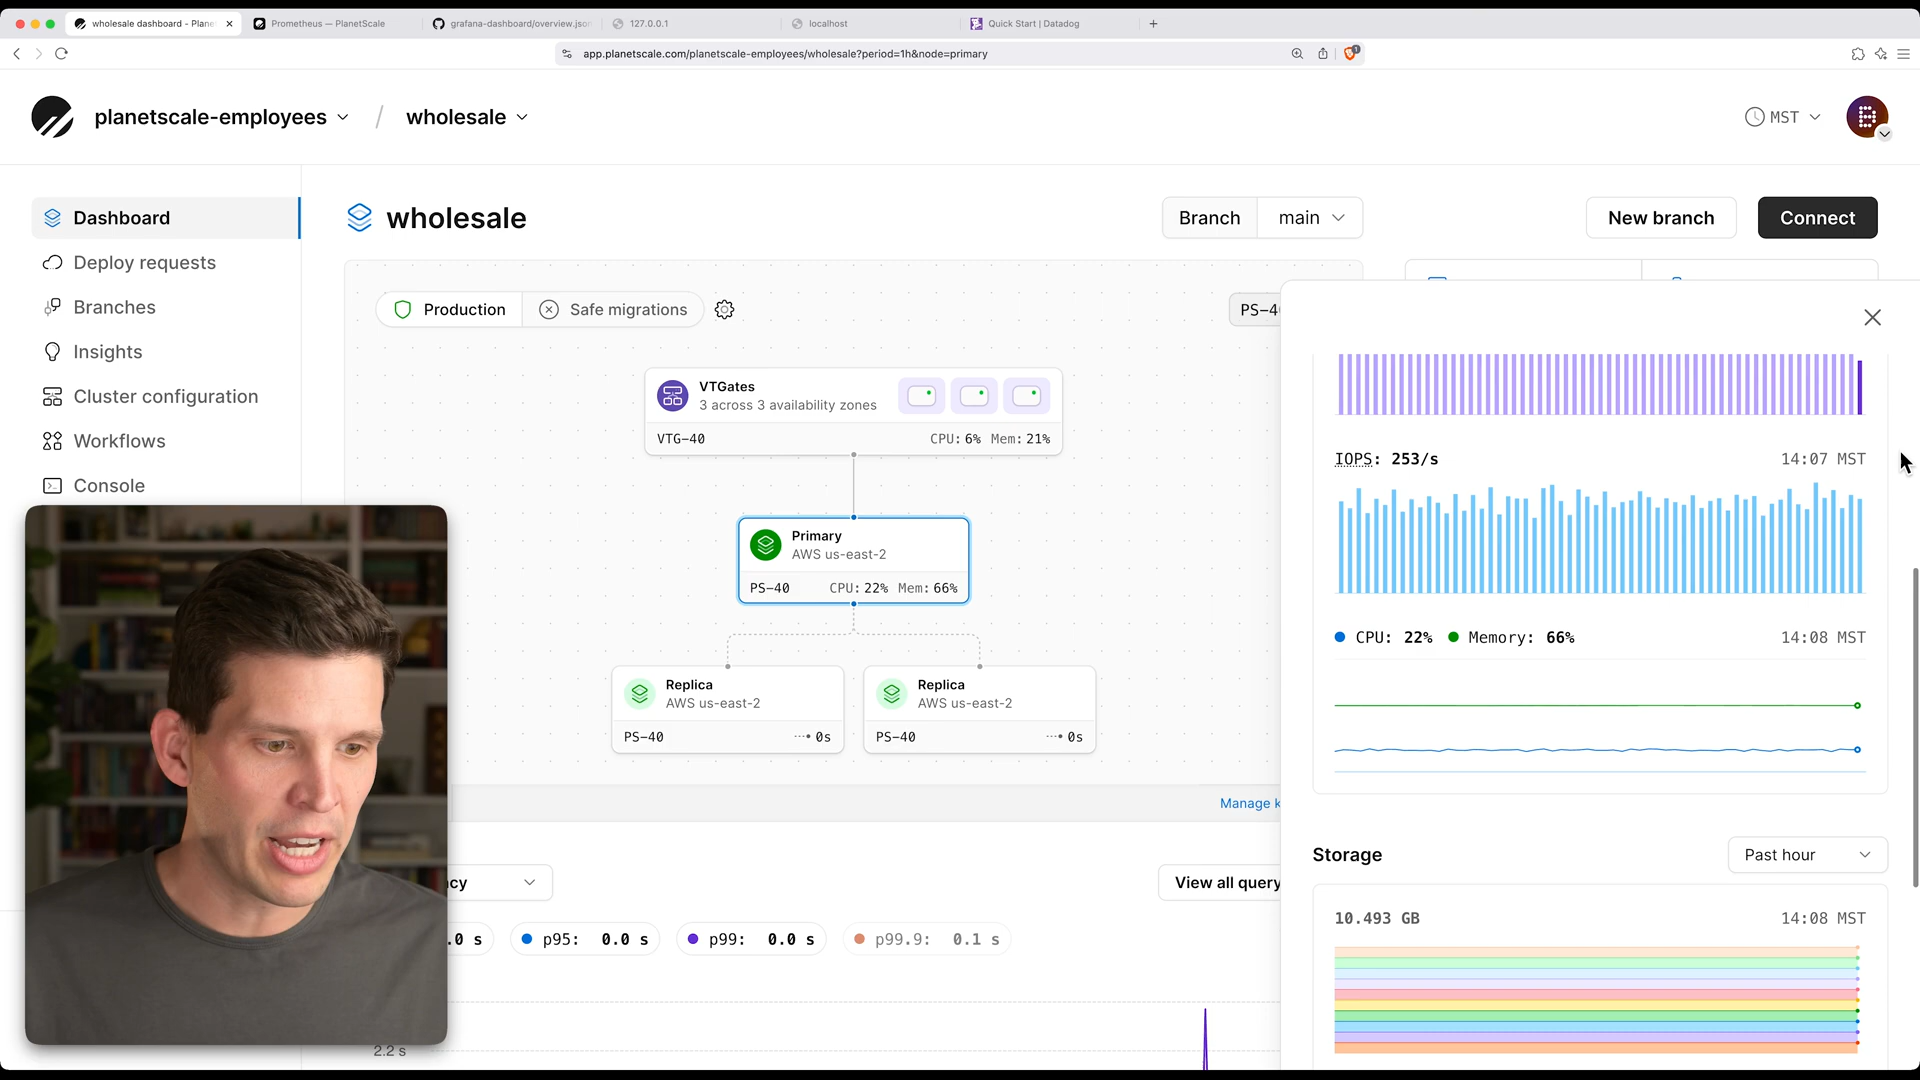 wholesale dashboard - Plane
Prometheus — PlanetScale
grafana-dashboard/overview.json
127.0.0.1
localhost
Quick Start | Datadog
app.planetscale.com/planetscale-employees/wholesale?period=1h&node=primary
planetscale-employees / wholesale
MST
Dashboard
Deploy requests
Branches
Insights
Cluster configuration
Workflows
Console
wholesale
Branch
main
New branch
Connect
Production
Safe migrations
PS-4
VTGates
3 across 3 availability zones
VTG-40
CPU: 6% Mem: 21%
Primary
AWS us-east-2
PS-40
CPU: 22% Mem: 66%
Replica
AWS us-east-2
PS-40
0s
Replica
AWS us-east-2
PS-40
0s
Manage k
cy
View all query
.0 s
p95: 0.0 s
p99: 0.0 s
p99.9: 0.1 s
2.2 s
IOPS: 253/s
14:07 MST
CPU: 22%
Memory: 66%
14:08 MST
Storage
Past hour
10.493 GB
14:08 MST